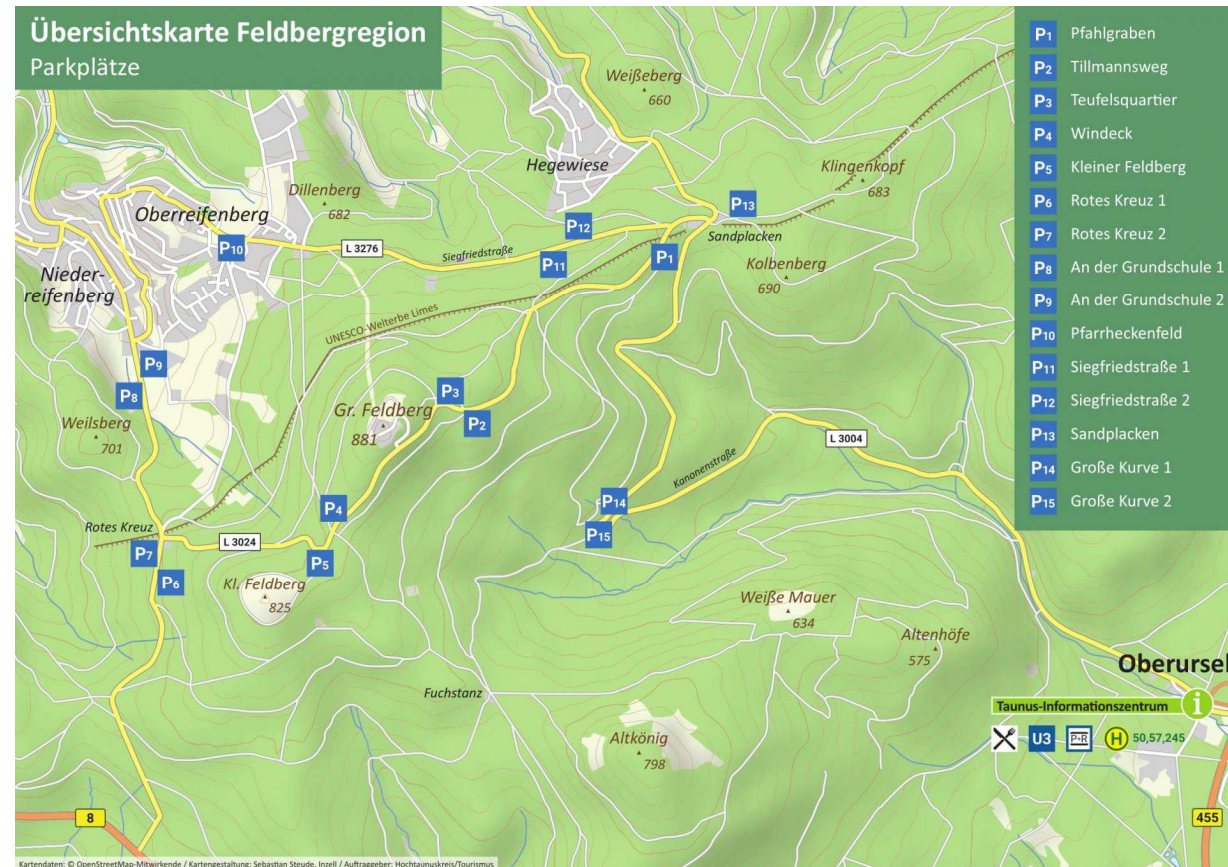 Übersichtskarte Feldbergregion
Parkplätze
P1 Pfahlgraben
P2 Tillmannsweg
P3 Teufelsquartier
P4 Windeck
P5 Kleiner Feldberg
P6 Rotes Kreuz 1
P7 Rotes Kreuz 2
P8 An der Grundschule 1
P9 An der Grundschule 2
P10 Pfarrheckenfeld
P11 Siegfriedstraße 1
P12 Siegfriedstraße 2
P13 Sandplacken
P14 Große Kurve 1
P15 Große Kurve 2
Weißeberg
660
Hegewiese
Klingenkopf
683
Dillenberg
682
Oberreifenberg
P13
P12
Sandplacken
P10
L 3276
Siegfriedstraße
P11
P1
Kolbenberg
690
Nieder-
reifenberg
UNESCO-Welterbe Limes
P9
P8
P3
P2
Gr. Feldberg
881
Weilsberg
701
L 3004
Kanonenstraße
P14
P15
P4
Rotes Kreuz
L 3024
P7
P5
P6
Kl. Feldberg
825
Weiße Mauer
634
Altenhöfe
575
Oberursel
Fuchstanz
Taunus-Informationszentrum i
U3 P+R H 50,57,245
Altkönig
798
8
455
Kartendaten: © OpenStreetMap-Mitwirkende / Kartengestaltung: Sebastian Steude, Inzell / Auftraggeber: Hochtaunuskreis/Tourismus